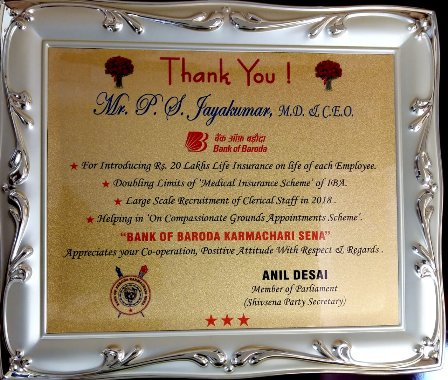 Thank You !
Mr. P. S. Jayakumar, M.D. & C.E.O.
बैंक ऑफ़ बड़ौदा
Bank of Baroda
★ For Introducing Rs. 20 Lakhs Life Insurance on life of each Employee.
★ Doubling Limits of 'Medical Insurance Scheme' of IBA.
★ Large Scale Recruitment of Clerical Staff in 2018 .
★ Helping in 'On Compassionate Grounds Appointments Scheme'.
"BANK OF BARODA KARMACHARI SENA"
Appreciates your Co-operation, Positive Attitude With Respect & Regards .
ANIL DESAI
Member of Parliament
(Shivsena Party Secretary)
★★★